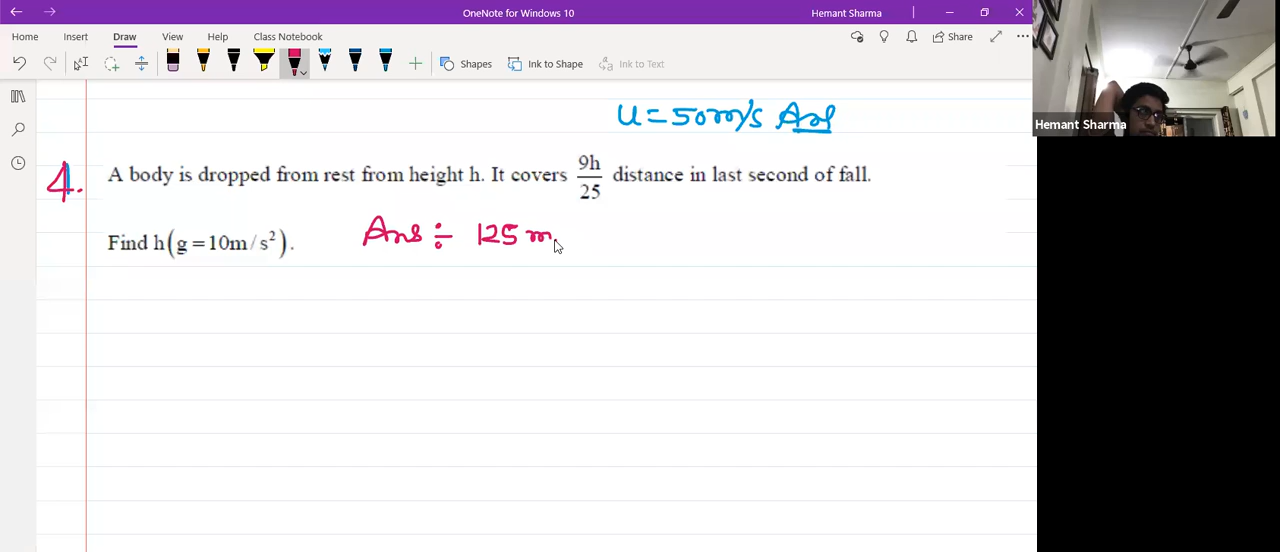 OneNote for Windows 10
Hemant Sharma
Home Insert Draw View Help Class Notebook Share
Shapes Ink to Shape Ink to Text
u = 50 m/s Ans
4. A body is dropped from rest from height h. It covers 9h/25 distance in last second of fall.
Find h(g = 10m/s²). Ans ÷ 125 m
Hemant Sharma